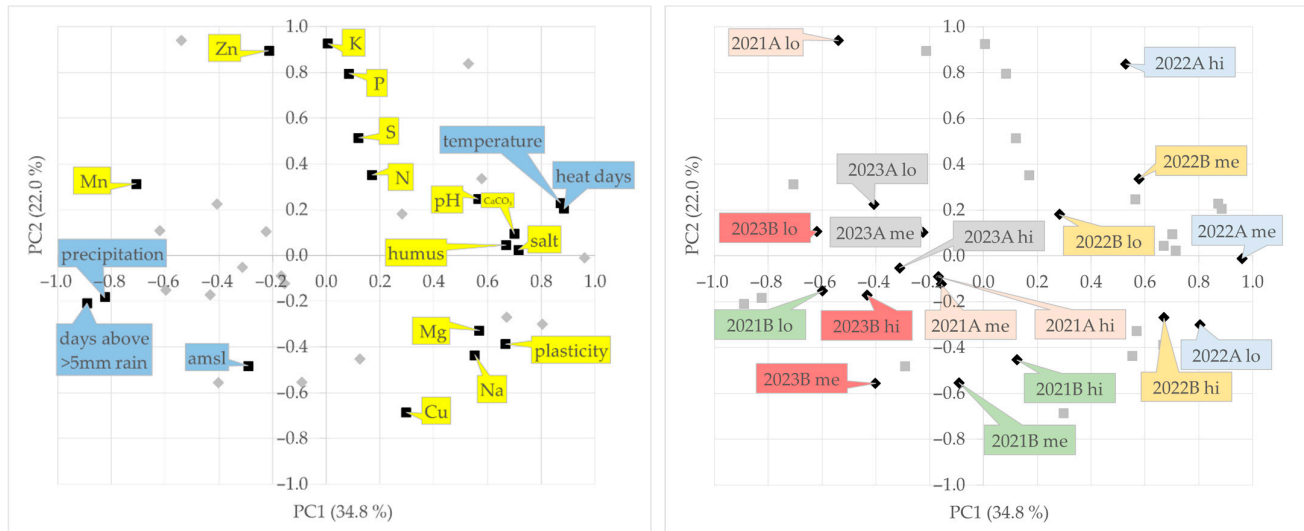 1.0
Zn
K
0.8
P
0.6
S
temperature
0.4
N
heat days
Mn
pH
CaCO₃
0.2
salt
precipitation
humus
0.0
−1.0
−0.8
−0.6
−0.4
−0.2
0.0
0.2
0.4
0.6
0.8
1.0
−0.2
days above
>5mm rain
amsl
Mg
plasticity
−0.4
Na
−0.6
Cu
−0.8
−1.0
PC2 (22.0 %)
PC1 (34.8 %)
1.0
2021A lo
2022A hi
0.8
0.6
0.4
2022B me
2023A lo
0.2
2023B lo
2023A me
2023A hi
2022B lo
2022A me
0.0
−1.0
−0.8
−0.6
−0.4
−0.2
0.0
0.2
0.4
0.6
0.8
1.0
−0.2
2021B lo
2023B hi
2021A me
2021A hi
2022A lo
−0.4
2023B me
2021B hi
2022B hi
−0.6
2021B me
−0.8
−1.0
PC2 (22.0 %)
PC1 (34.8 %)